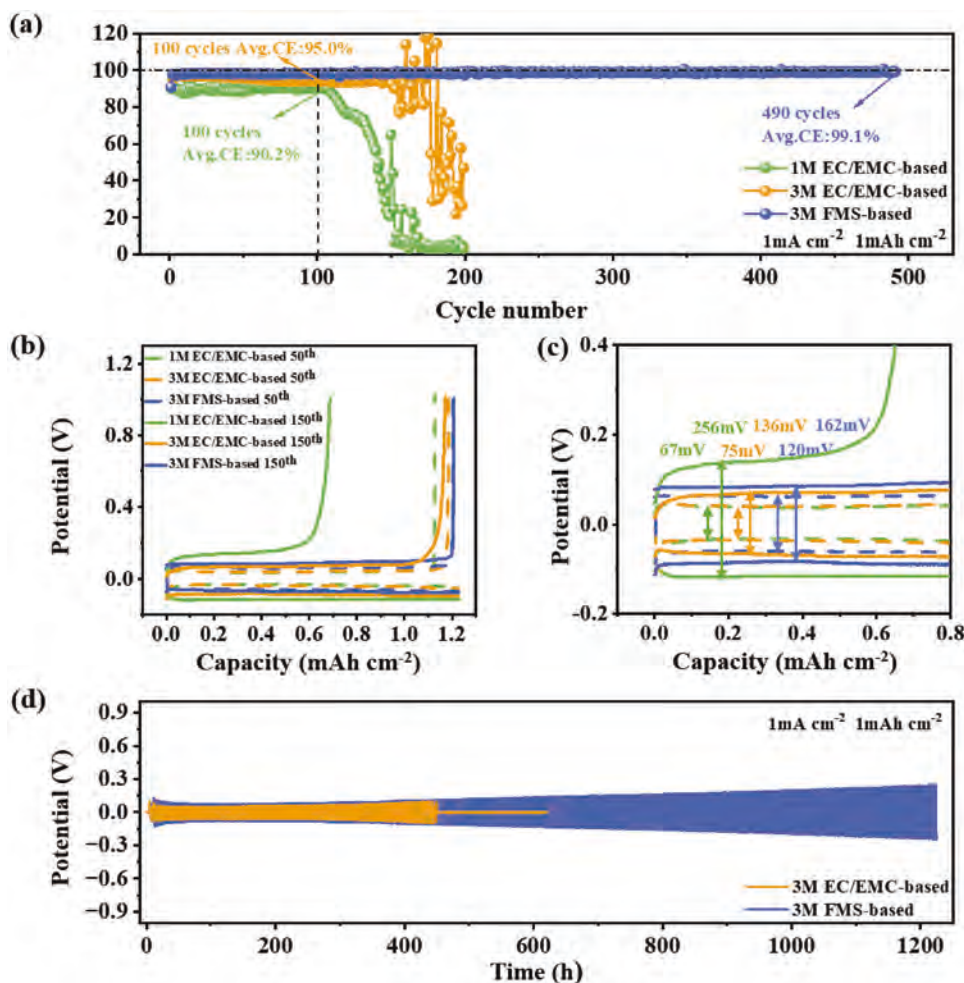 (a)
120
100
80
60
40
20
0
100 cycles Avg.CE:95.0%
100 cycles
Avg.CE:90.2%
490 cycles
Avg.CE:99.1%
1M EC/EMC-based
3M EC/EMC-based
3M FMS-based
1mA cm⁻² 1mAh cm⁻²
0 100 200 300 400 500
Cycle number
(b)
Potential (V)
1.2
0.8
0.4
0.0
1M EC/EMC-based 50th
3M EC/EMC-based 50th
3M FMS-based 50th
1M EC/EMC-based 150th
3M EC/EMC-based 150th
3M FMS-based 150th
0.0 0.2 0.4 0.6 0.8 1.0 1.2
Capacity (mAh cm⁻²)
(c)
Potential (V)
0.4
0.2
0.0
−0.2
256mV 136mV 162mV
67mV 75mV 120mV
0.0 0.2 0.4 0.6 0.8
Capacity (mAh cm⁻²)
(d)
Potential (V)
0.9
0.6
0.3
0.0
−0.3
−0.6
−0.9
1mA cm⁻² 1mAh cm⁻²
3M EC/EMC-based
3M FMS-based
0 200 400 600 800 1000 1200
Time (h)